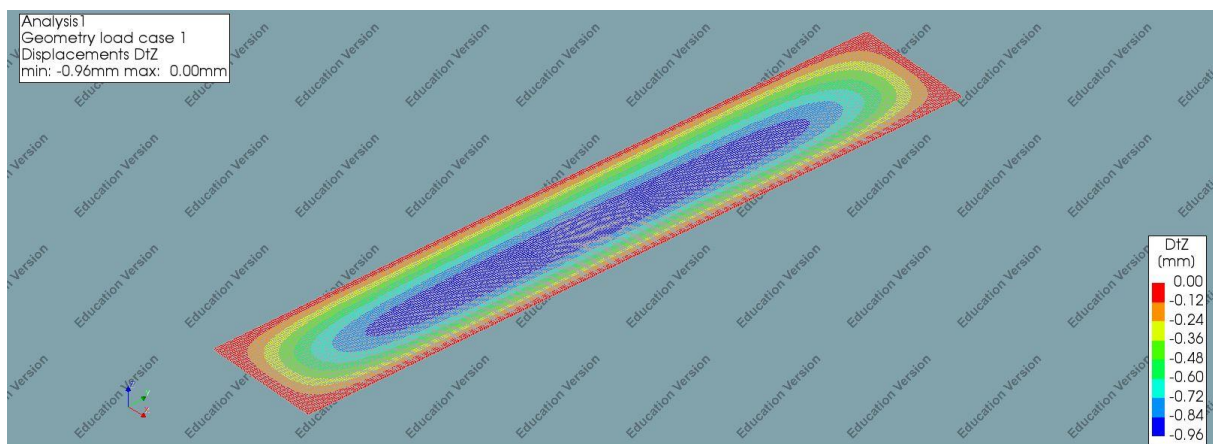 Analysis1
Geometry load case 1
Displacements DtZ
min: -0.96mm max: 0.00mm
DtZ
(mm)
0.00
-0.12
-0.24
-0.36
-0.48
-0.60
-0.72
-0.84
-0.96
Education Version